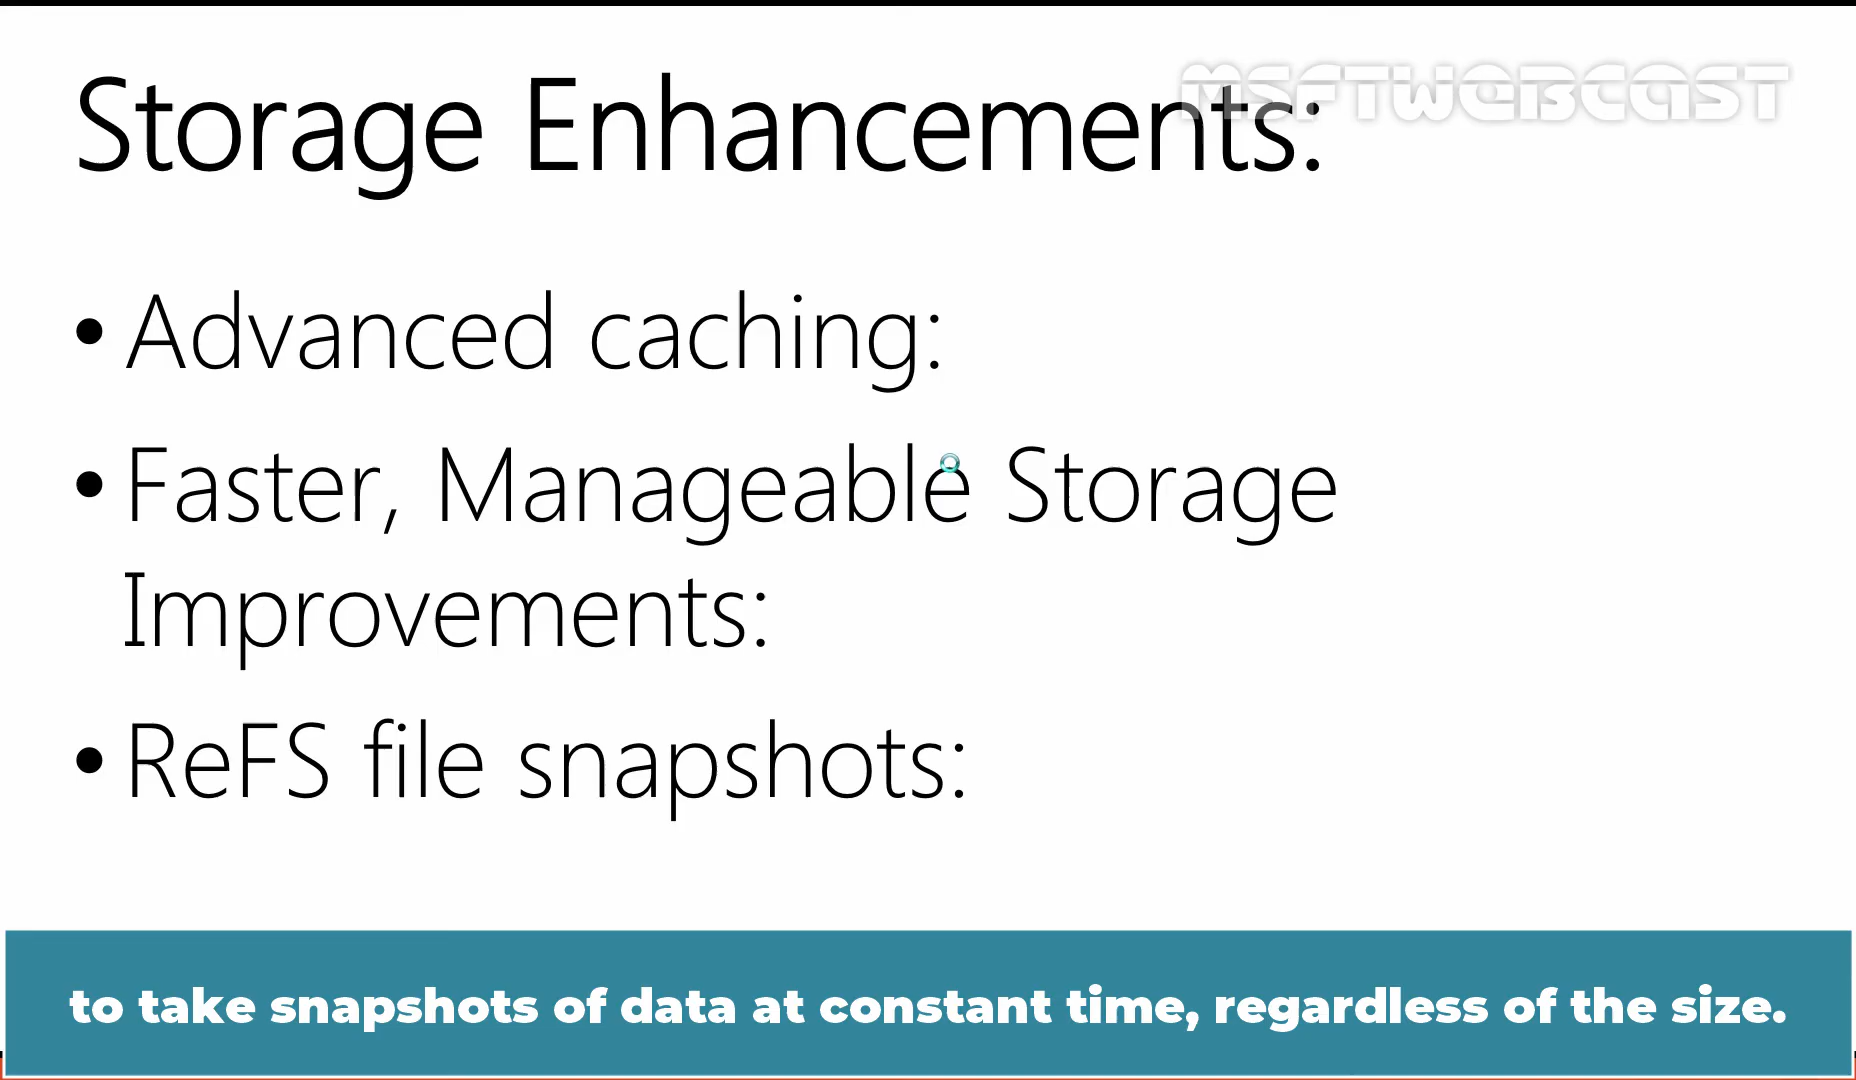 MSFTWEBCAST
Storage Enhancements:
• Advanced caching:
• Faster, Manageable Storage
Improvements:
• ReFS file snapshots:
to take snapshots of data at constant time, regardless of the size.